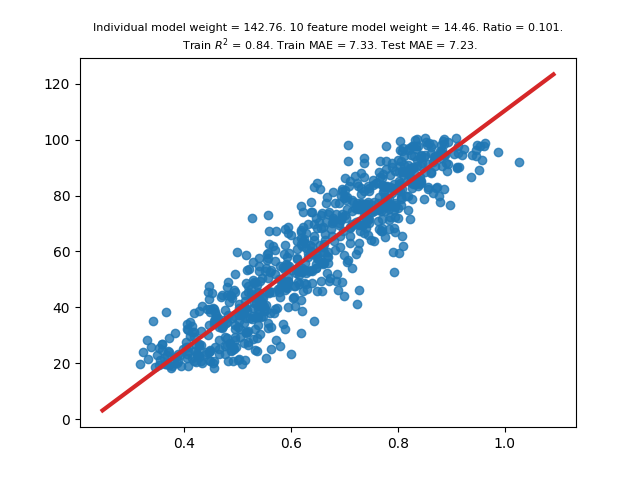 Individual model weight = 142.76. 10 feature model weight = 14.46. Ratio = 0.101.
Train R² = 0.84. Train MAE = 7.33. Test MAE = 7.23.
120
100
80
60
40
20
0
0.4 0.6 0.8 1.0